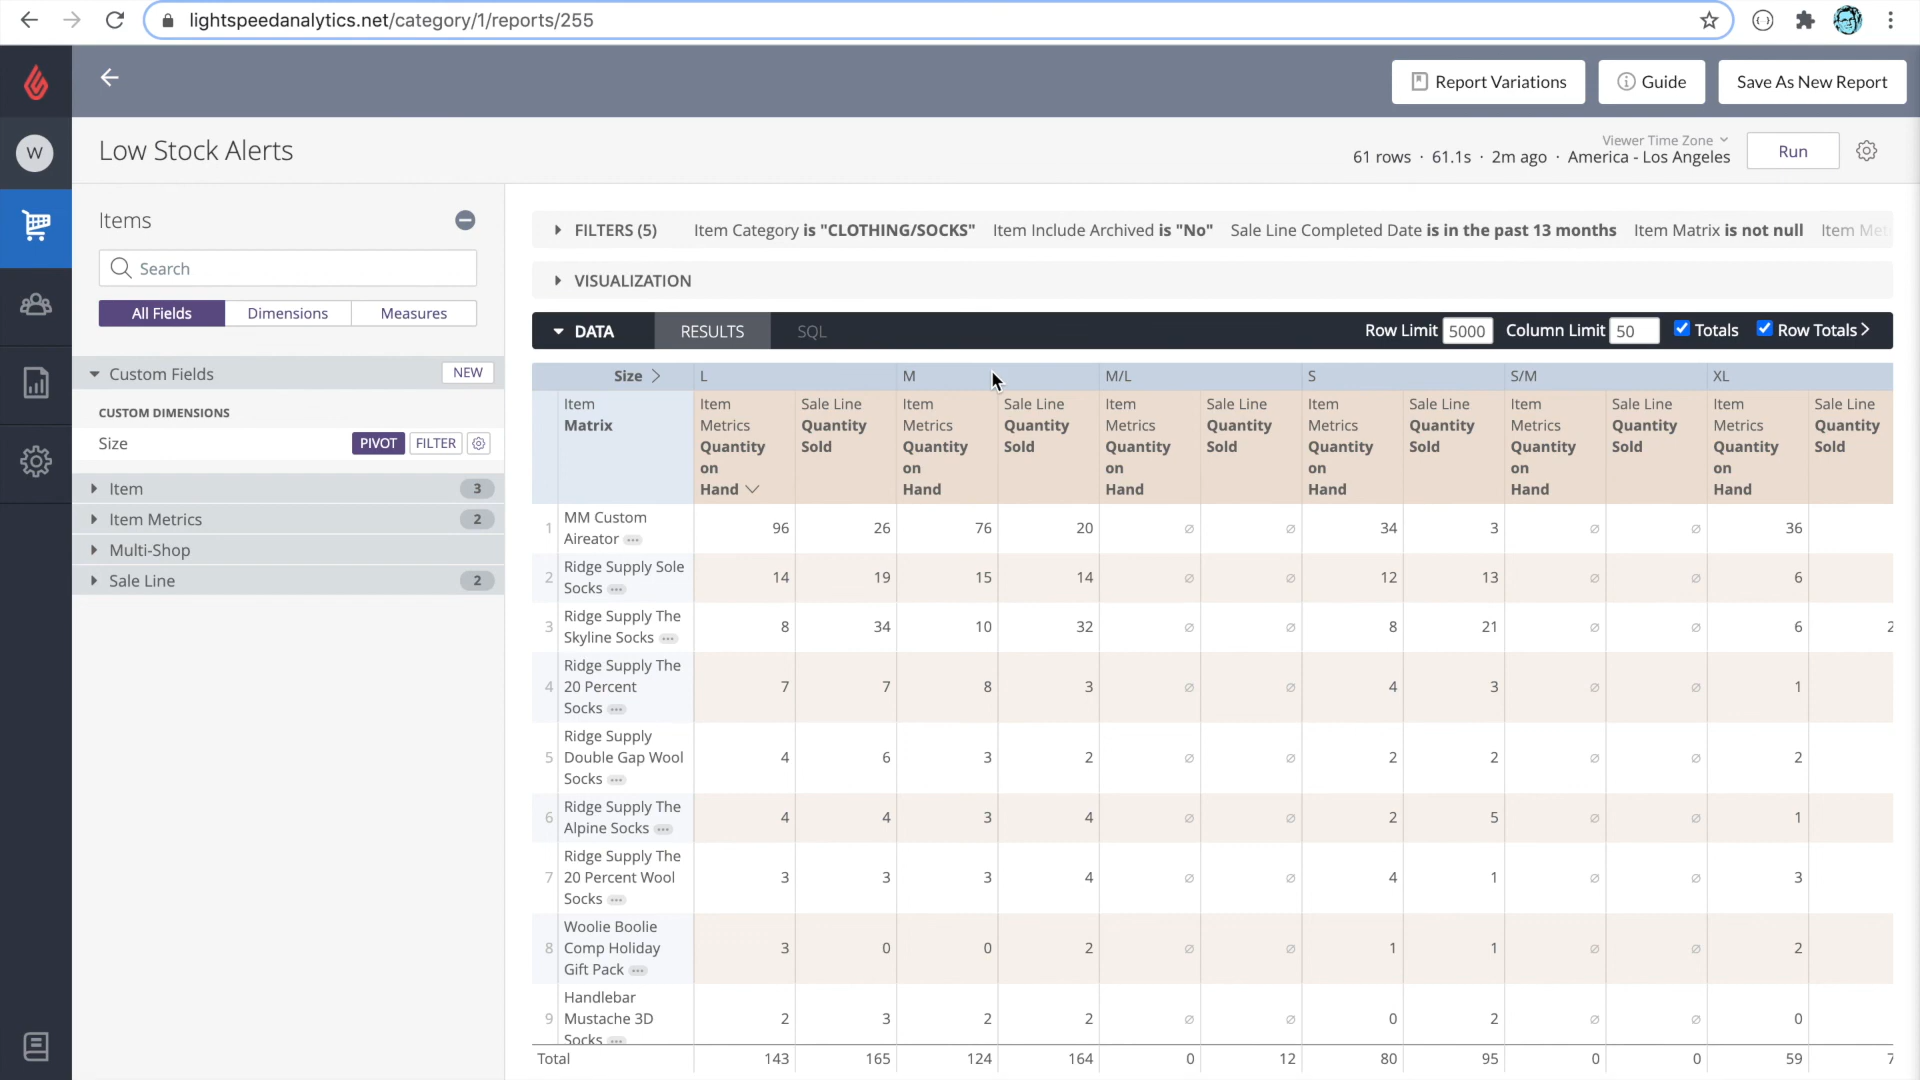 lightspeedanalytics.net/category/1/reports/255
Report Variations
Guide
Save As New Report
W
Low Stock Alerts
Viewer Time Zone
61 rows · 61.1s · 2m ago · America - Los Angeles
Run
Items
Search
All Fields Dimensions Measures
Custom Fields NEW
CUSTOM DIMENSIONS
Size PIVOT FILTER
Item 3
Item Metrics 2
Multi-Shop
Sale Line 2
FILTERS (5) Item Category is "CLOTHING/SOCKS" Item Include Archived is "No" Sale Line Completed Date is in the past 13 months Item Matrix is not null Item Met
VISUALIZATION
DATA RESULTS SQL Row Limit 5000 Column Limit 50 Totals Row Totals
Size L M M/L S S/M XL
Item Item Sale Line Item Sale Line Item Sale Line Item Sale Line Item Sale Line Item Sale Line
Matrix Metrics Quantity Metrics Quantity Metrics Quantity Metrics Quantity Metrics Quantity Metrics Quantity
Quantity Sold Quantity Sold Quantity Sold Quantity Sold Quantity Sold Quantity Sold
on on on on on on
Hand Hand Hand Hand Hand Hand
1 MM Custom
Aireator ... 96 26 76 20 ∅ ∅ 34 3 ∅ ∅ 36
2 Ridge Supply Sole
Socks ... 14 19 15 14 ∅ ∅ 12 13 ∅ ∅ 6
3 Ridge Supply The
Skyline Socks ... 8 34 10 32 ∅ ∅ 8 21 ∅ ∅ 6 2
Ridge Supply The
4 20 Percent 7 7 8 3 ∅ ∅ 4 3 ∅ ∅ 1
Socks ...
Ridge Supply
5 Double Gap Wool 4 6 3 2 ∅ ∅ 2 2 ∅ ∅ 2
Socks ...
6 Ridge Supply The
Alpine Socks ... 4 4 3 4 ∅ ∅ 2 5 ∅ ∅ 1
Ridge Supply The
7 20 Percent Wool 3 3 3 4 ∅ ∅ 4 1 ∅ ∅ 3
Socks ...
Woolie Boolie
8 Comp Holiday 3 0 0 2 ∅ ∅ 1 1 ∅ ∅ 2
Gift Pack ...
Handlebar
9 Mustache 3D 2 3 2 2 ∅ ∅ 0 2 ∅ ∅ 0
Socks ...
Total 143 165 124 164 0 12 80 95 0 0 59 7